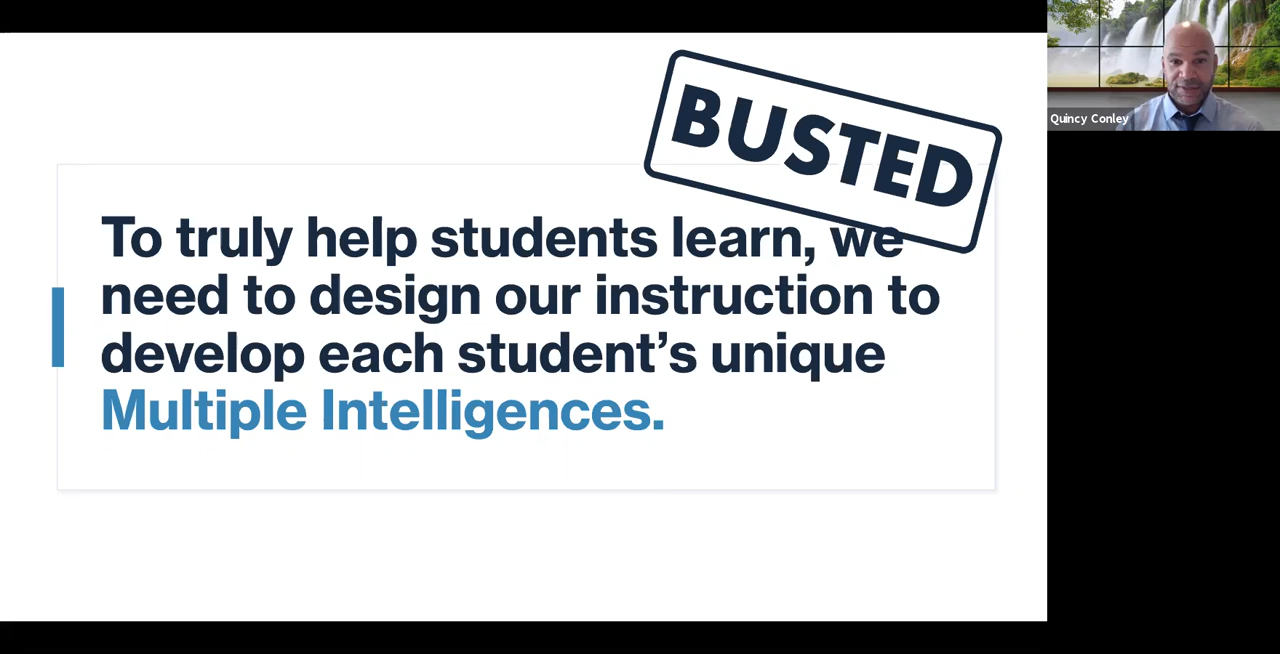 BUSTED
To truly help students learn, we
need to design our instruction to
develop each student’s unique
Multiple Intelligences.
Quincy Conley